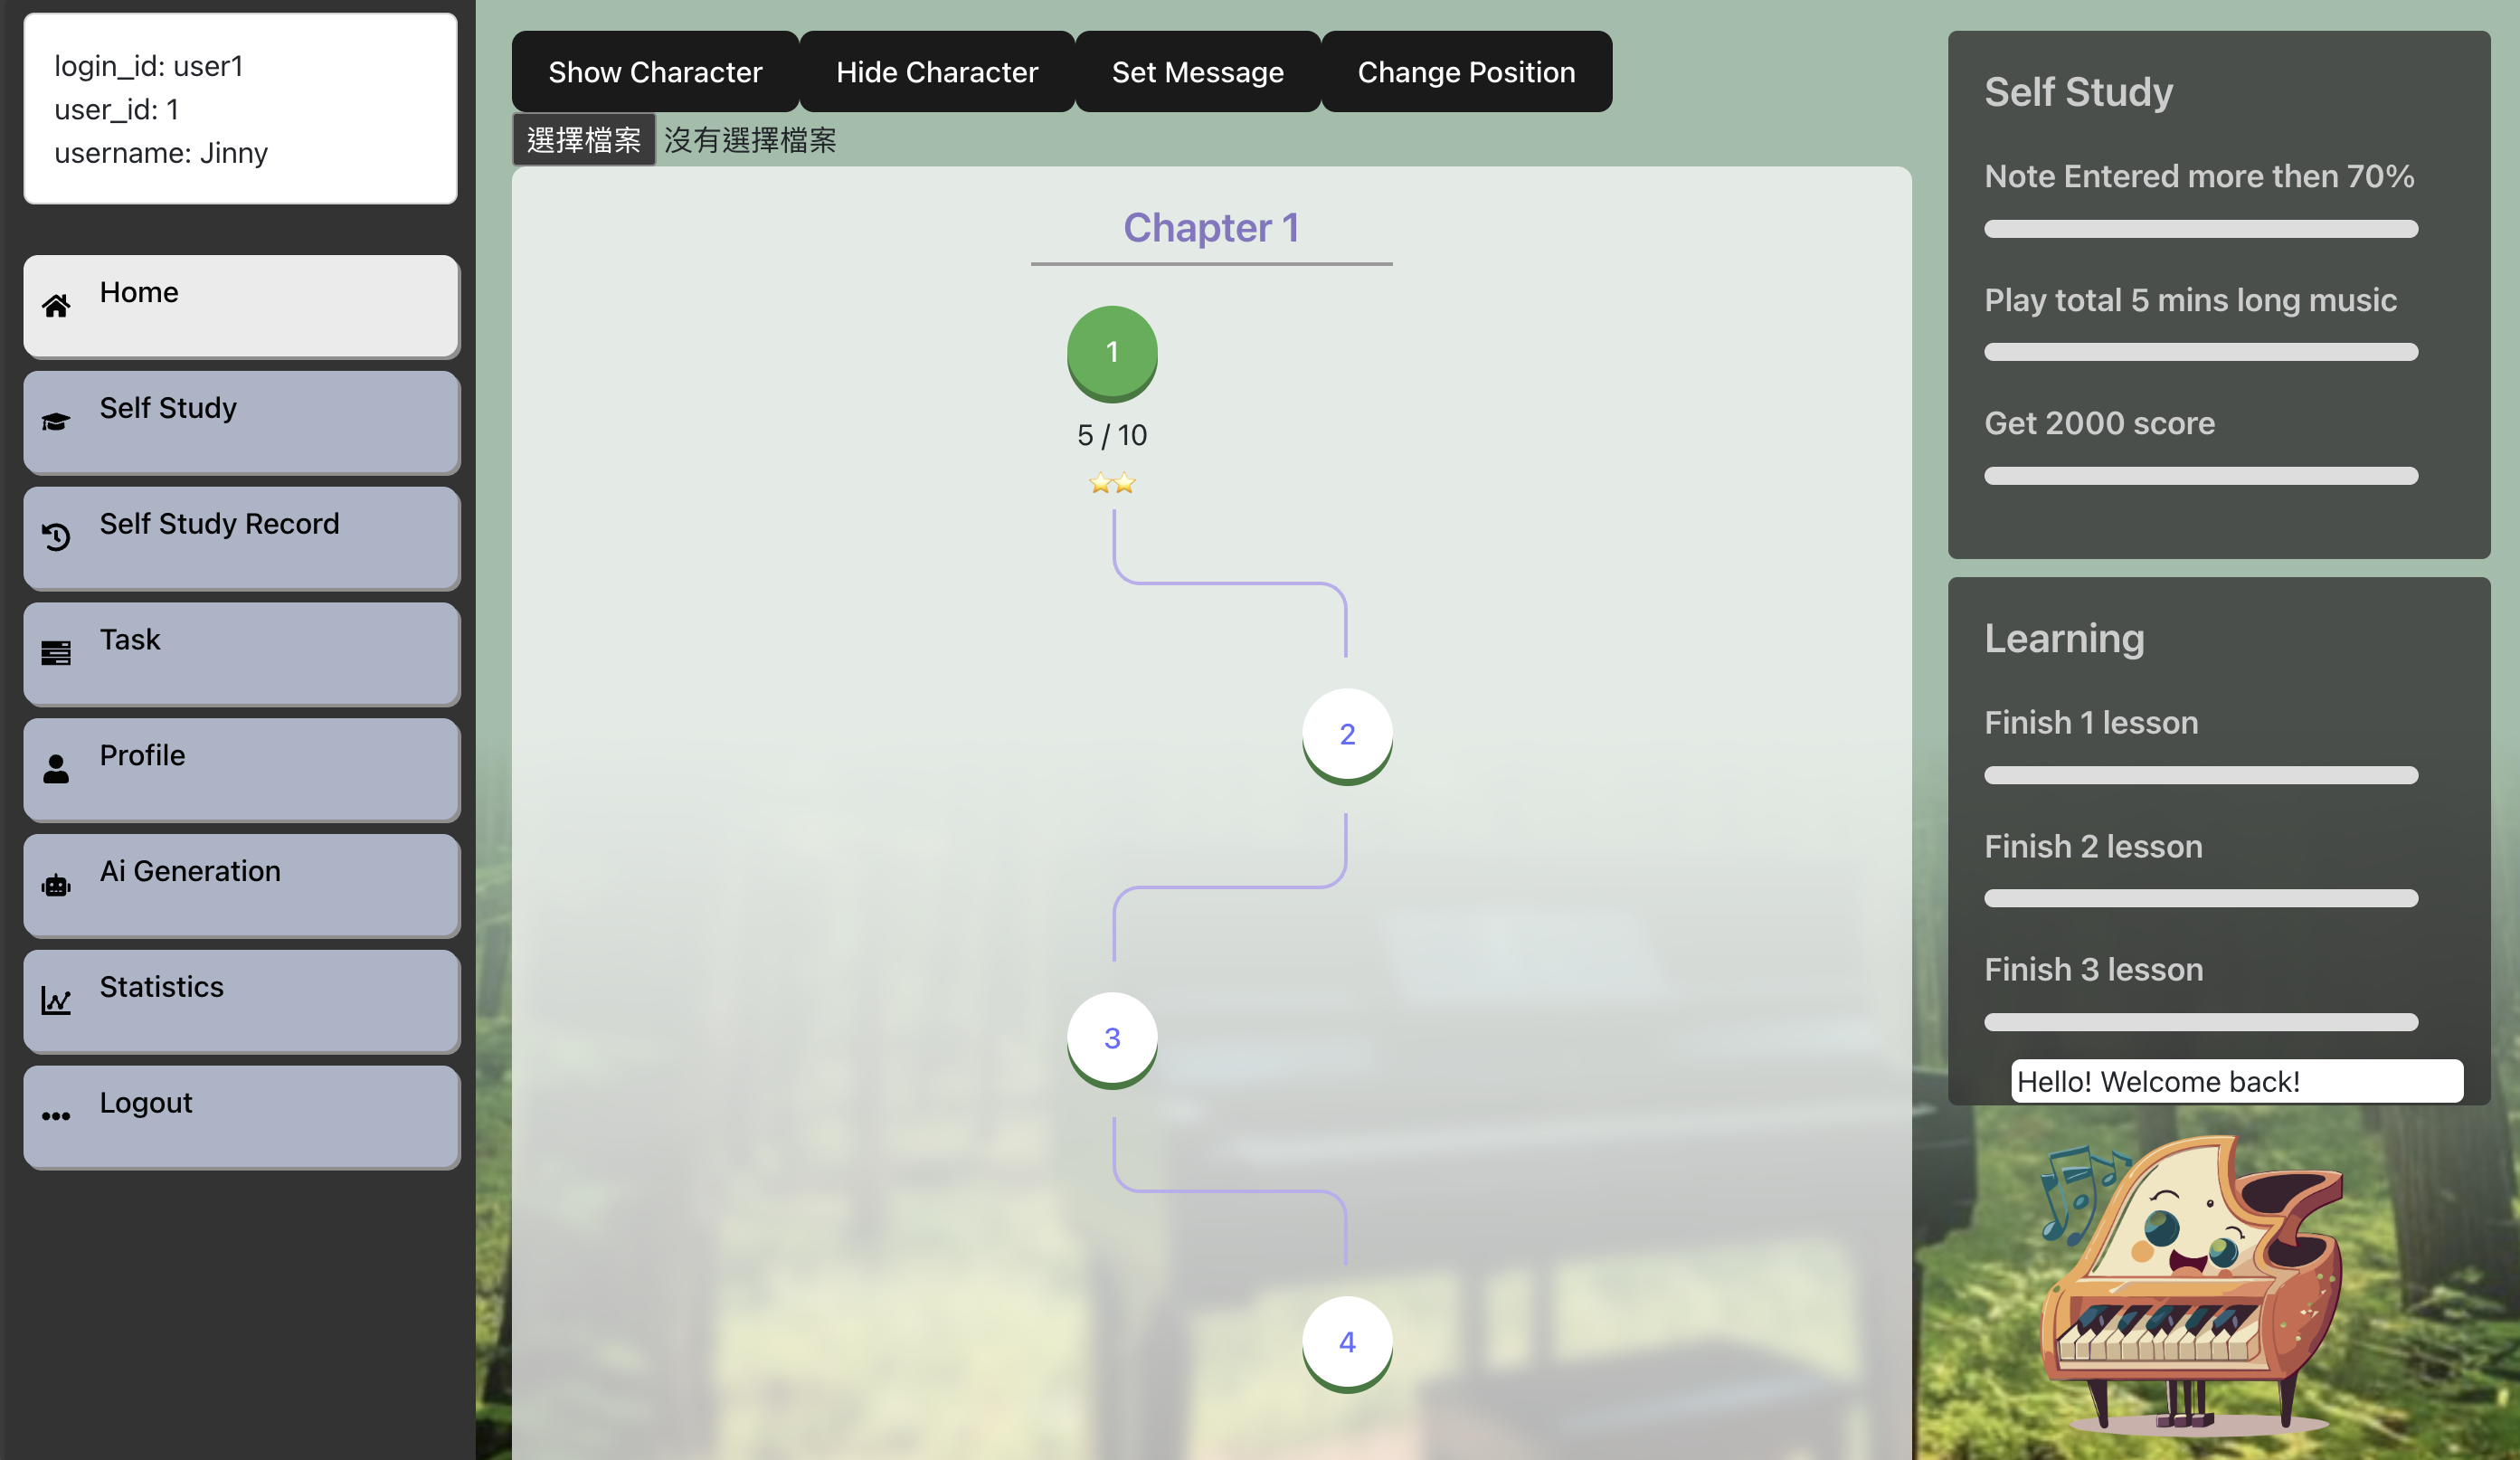 login_id: user1
user_id: 1
username: Jinny
Home
Self Study
Self Study Record
Task
Profile
Ai Generation
Statistics
Logout
Show Character
Hide Character
Set Message
Change Position
選擇檔案 沒有選擇檔案
Chapter 1
1
5 / 10
2
3
4
Self Study
Note Entered more then 70%
Play total 5 mins long music
Get 2000 score
Learning
Finish 1 lesson
Finish 2 lesson
Finish 3 lesson
Hello! Welcome back!